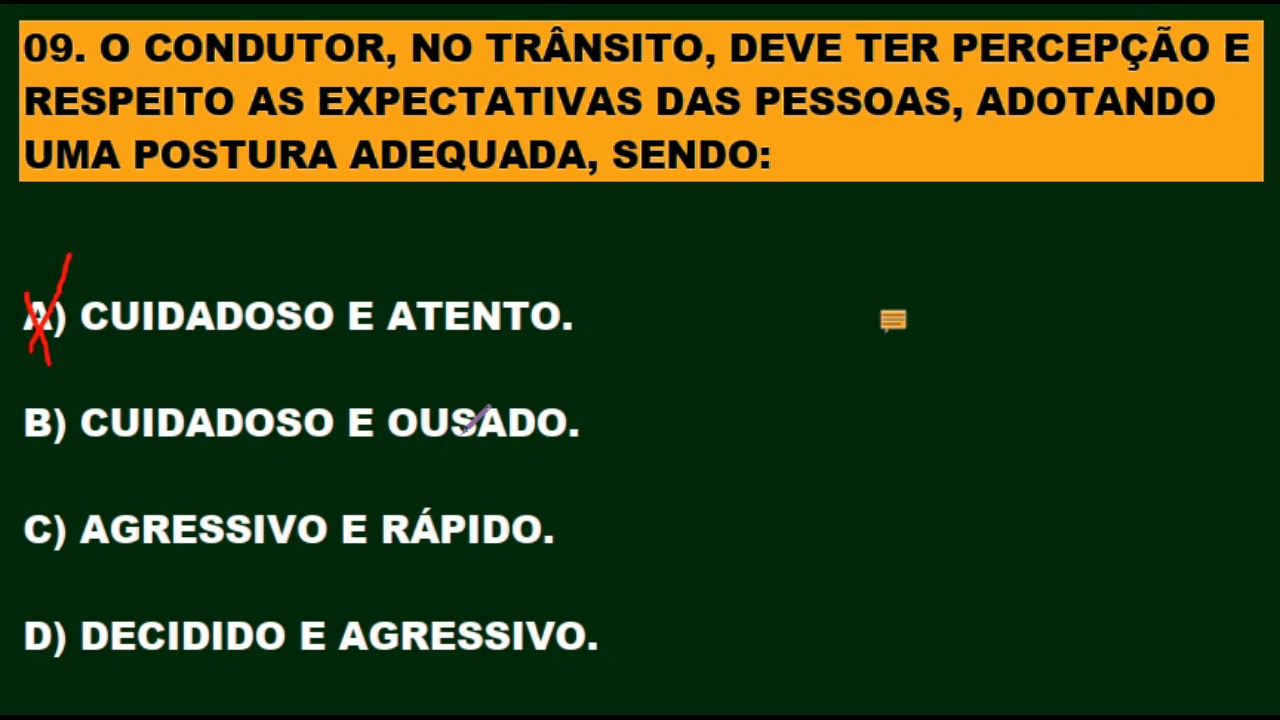 09. O CONDUTOR, NO TRÂNSITO, DEVE TER PERCEPÇÃO E
RESPEITO AS EXPECTATIVAS DAS PESSOAS, ADOTANDO
UMA POSTURA ADEQUADA, SENDO:
A) CUIDADOSO E ATENTO.
B) CUIDADOSO E OUSADO.
C) AGRESSIVO E RÁPIDO.
D) DECIDIDO E AGRESSIVO.